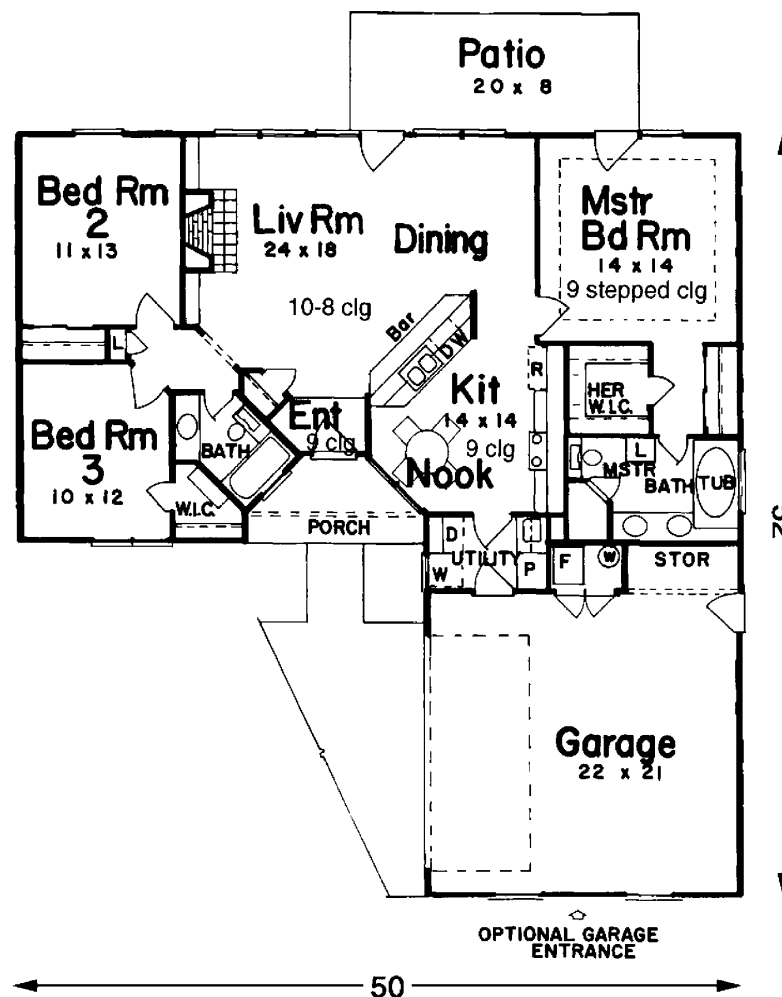 Patio
20 x 8
Bed Rm
2
11 x 13
Liv Rm
24 x 18
Dining
10-8 clg
Mstr
Bd Rm
14 x 14
9 stepped clg
Bar
DW
L
R
Kit
14 x 14
9 clg
HER
W.I.C.
Ent
9 clg
Bed Rm
3
10 x 12
BATH
Nook
L
MSTR
BATH
TUB
W.I.C.
PORCH
D
UTILITY
W
P
F
W
STOR
52
Garage
22 x 21
OPTIONAL GARAGE
ENTRANCE
50